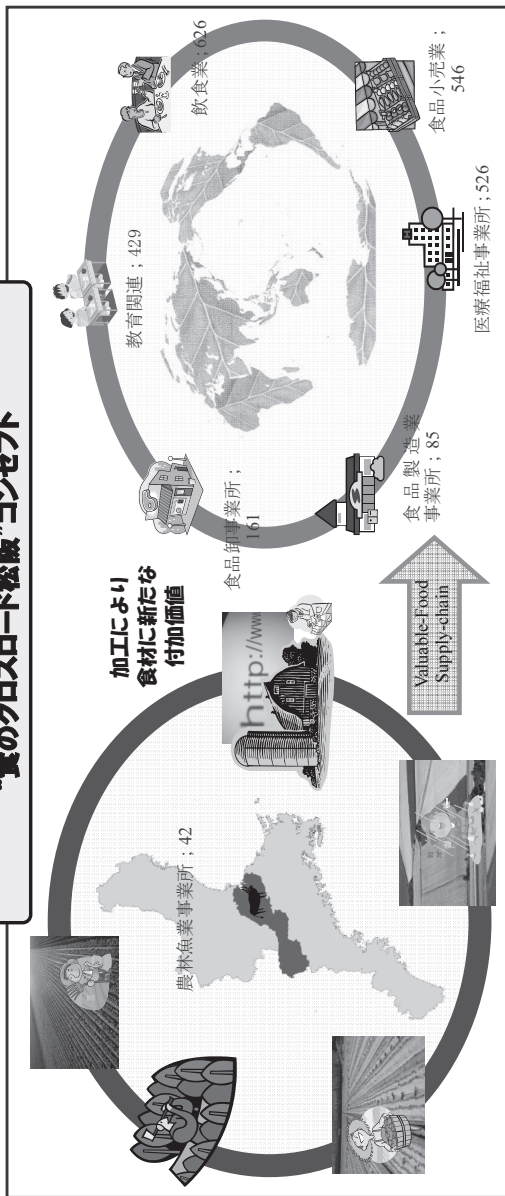 "食のクロスロード松阪"コンセプト
農林魚業事業所；42
加工により
食材に新たな
付加価値
http://www
Valuable-Food
Supply-chain
教育関連；429
飲食業；626
食品卸事業所；
161
食品小売業；
546
食品製造業
事業所；85
医療福祉事業所；526